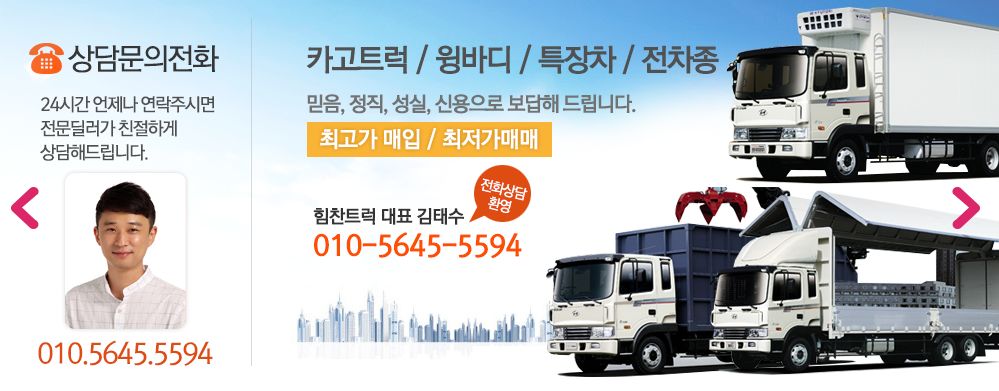 상담문의전화
24시간 언제나 연락주시면
전문딜러가 친절하게
상담해드립니다.
010.5645.5594
카고트럭 / 윙바디 / 특장차 / 전차종
믿음, 정직, 성실, 신용으로 보답해 드립니다.
최고가 매입 / 최저가매매
전화상담
환영
힘찬트럭 대표 김태수
010-5645-5594